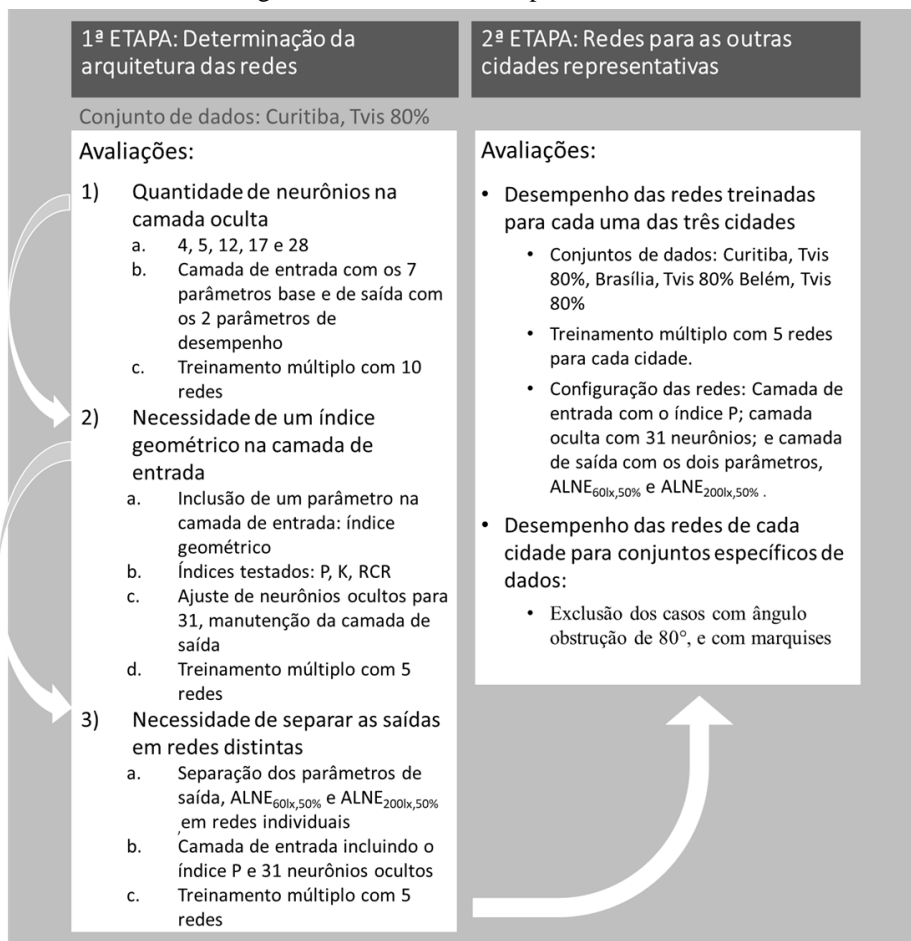 1ª ETAPA: Determinação da
arquitetura das redes
Conjunto de dados: Curitiba, Tvis 80%
Avaliações:
1) Quantidade de neurônios na
camada oculta
a. 4, 5, 12, 17 e 28
b. Camada de entrada com os 7
parâmetros base e de saída com
os 2 parâmetros de
desempenho
c. Treinamento múltiplo com 10
redes
2) Necessidade de um índice
geométrico na camada de
entrada
a. Inclusão de um parâmetro na
camada de entrada: índice
geométrico
b. Índices testados: P, K, RCR
c. Ajuste de neurônios ocultos para
31, manutenção da camada de
saída
d. Treinamento múltiplo com 5
redes
3) Necessidade de separar as saídas
em redes distintas
a. Separação dos parâmetros de
saída, ALNE60lx,50% e ALNE200lx,50%
,em redes individuais
b. Camada de entrada incluindo o
índice P e 31 neurônios ocultos
c. Treinamento múltiplo com 5
redes
2ª ETAPA: Redes para as outras
cidades representativas
Avaliações:
• Desempenho das redes treinadas
para cada uma das três cidades
• Conjuntos de dados: Curitiba, Tvis
80%, Brasília, Tvis 80% Belém, Tvis
80%
• Treinamento múltiplo com 5 redes
para cada cidade.
• Configuração das redes: Camada de
entrada com o índice P; camada
oculta com 31 neurônios; e camada
de saída com os dois parâmetros,
ALNE60lx,50% e ALNE200lx,50% .
• Desempenho das redes de cada
cidade para conjuntos específicos de
dados:
• Exclusão dos casos com ângulo
obstrução de 80°, e com marquises